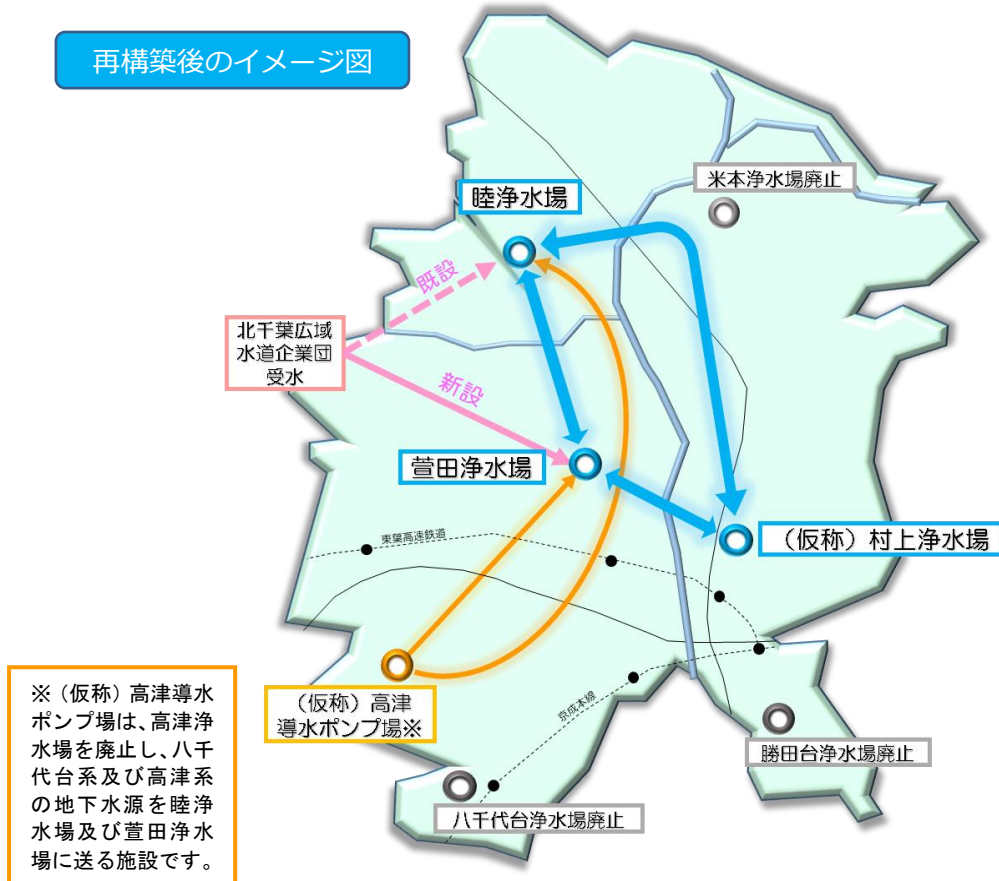 再構築後のイメージ図
米本浄水場廃止
睦浄水場
既設
北千葉広域
水道企業団
受水
新設
萱田浄水場
(仮称)村上浄水場
東葉高速鉄道
(仮称)高津
導水ポンプ場※
京成本線
勝田台浄水場廃止
八千代台浄水場廃止
※(仮称)高津導水
ポンプ場は、高津浄
水場を廃止し、八千
代台系及び高津系
の地下水源を睦浄
水場及び萱田浄水
場に送る施設です。